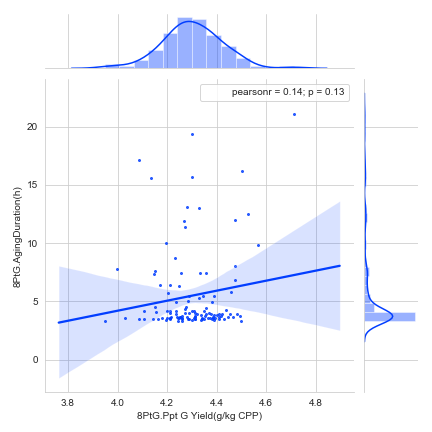 pearsonr = 0.14; p = 0.13
20
15
10
5
0
8PtG.AgingDuration(h)
3.8 4.0 4.2 4.4 4.6 4.8
8PtG.Ppt G Yield(g/kg CPP)